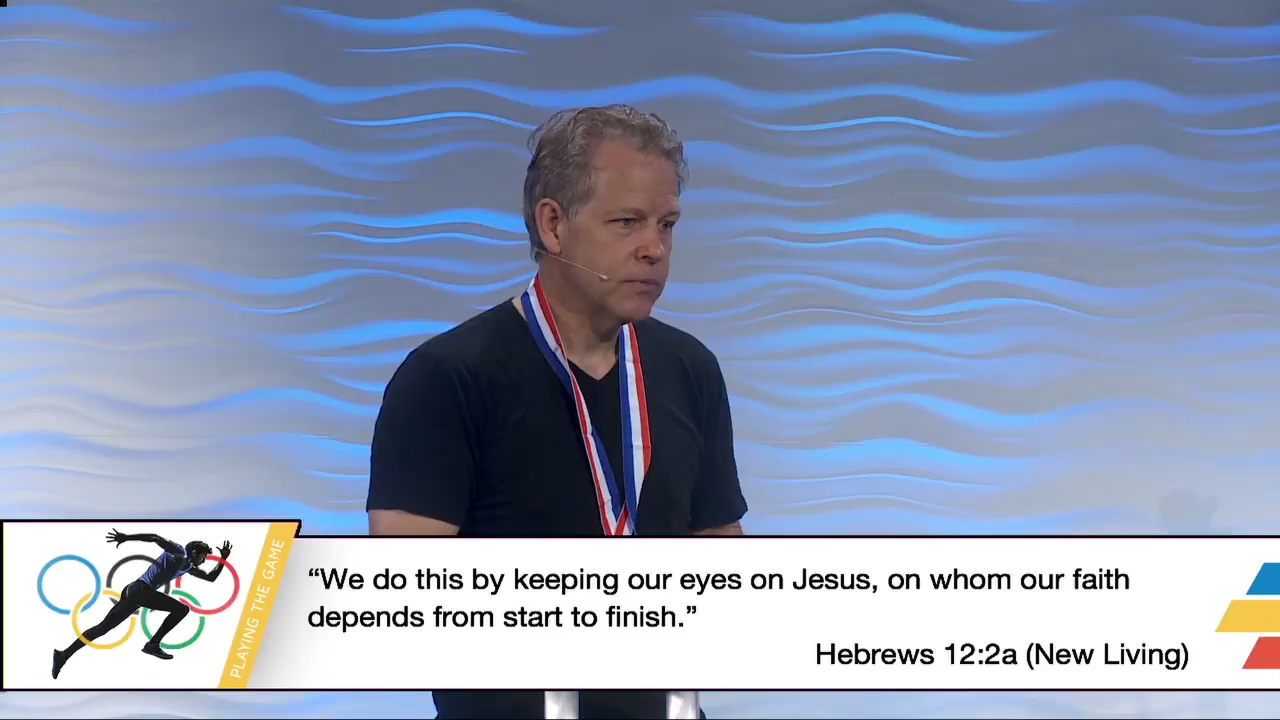 PLAYING THE GAME
“We do this by keeping our eyes on Jesus, on whom our faith
depends from start to finish.”
Hebrews 12:2a (New Living)